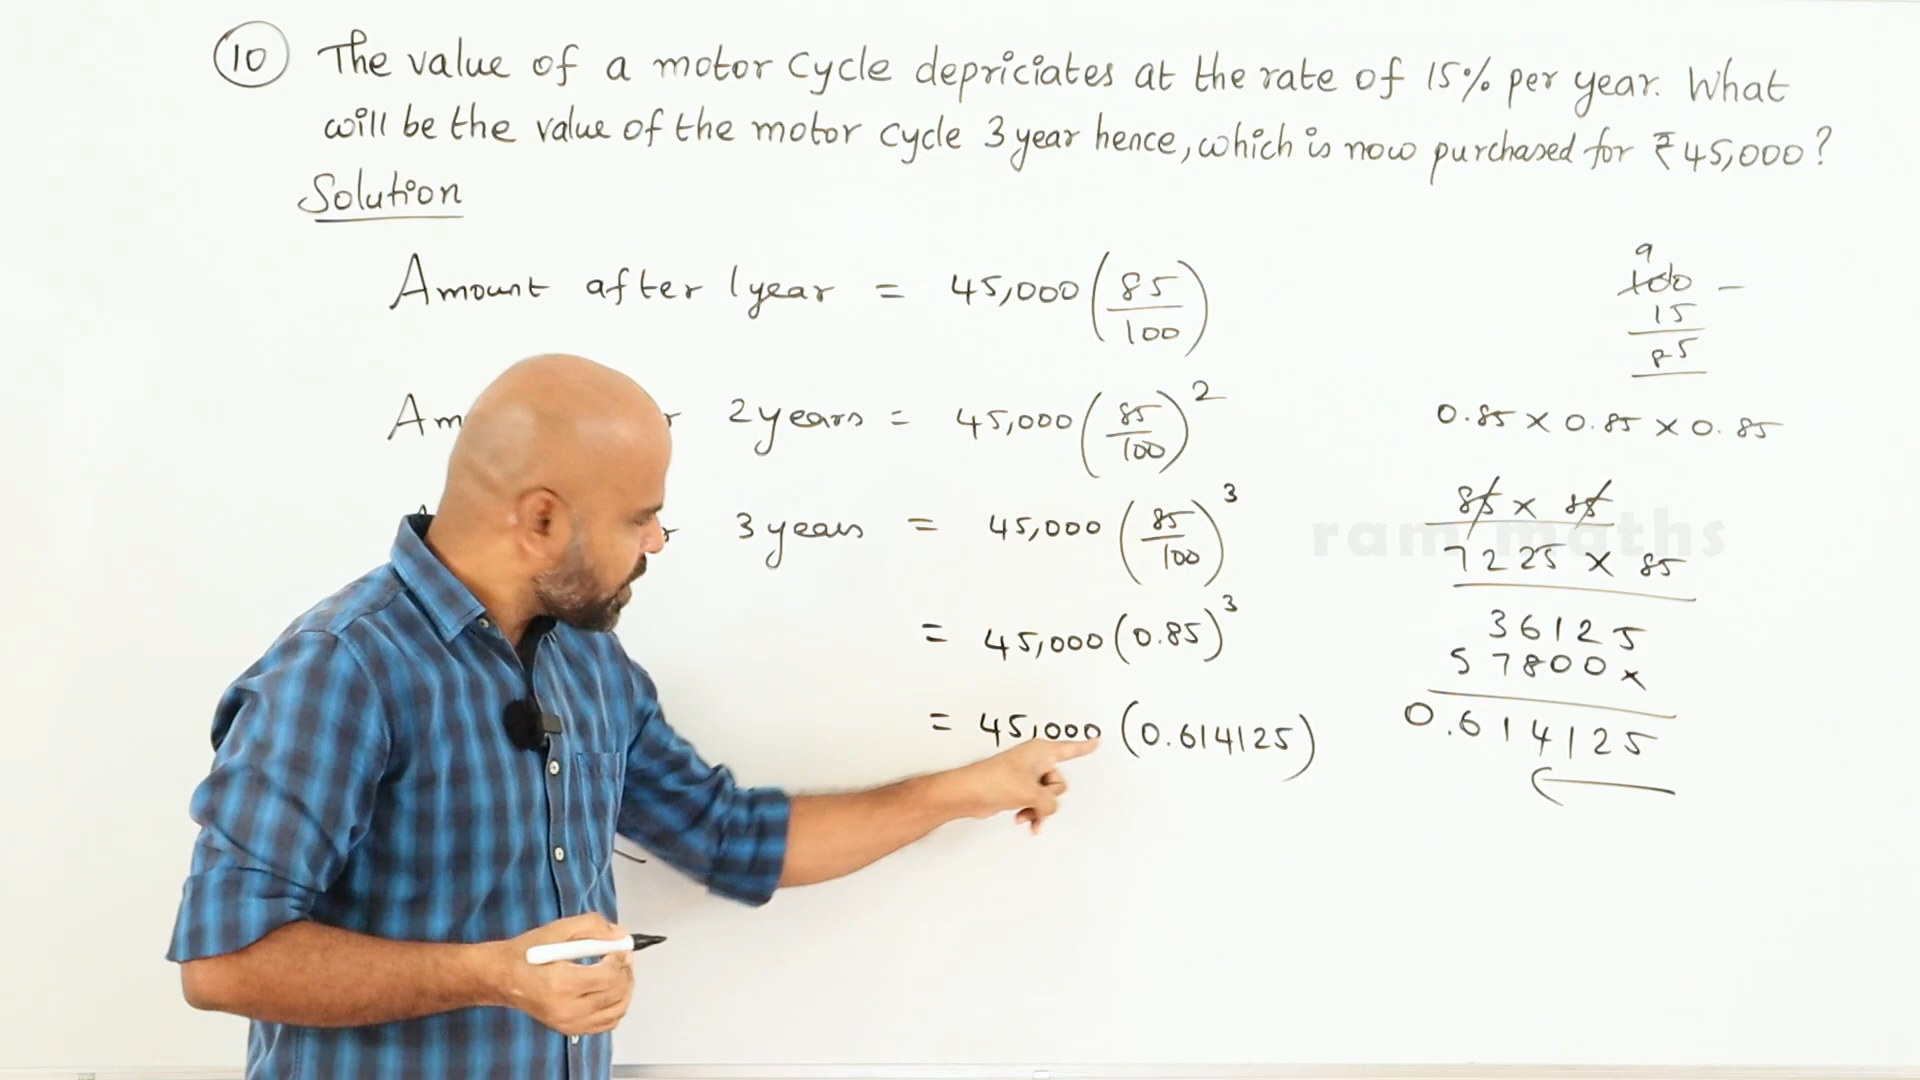 10 The value of a motor cycle depriciates at the rate of 15% per year. What
will be the value of the motor cycle 3 year hence, which is now purchased for ₹45,000?
Solution
Amount after 1 year = 45,000 (85/100)
2 years = 45,000 (85/100)²
3 years = 45,000 (85/100)³
= 45,000 (0.85)³
= 45,000 (0.614125)
9
100 -
15
85
0.85 × 0.85 × 0.85
85 × 85
7225 × 85
36125
57800×
0.614125
ram maths